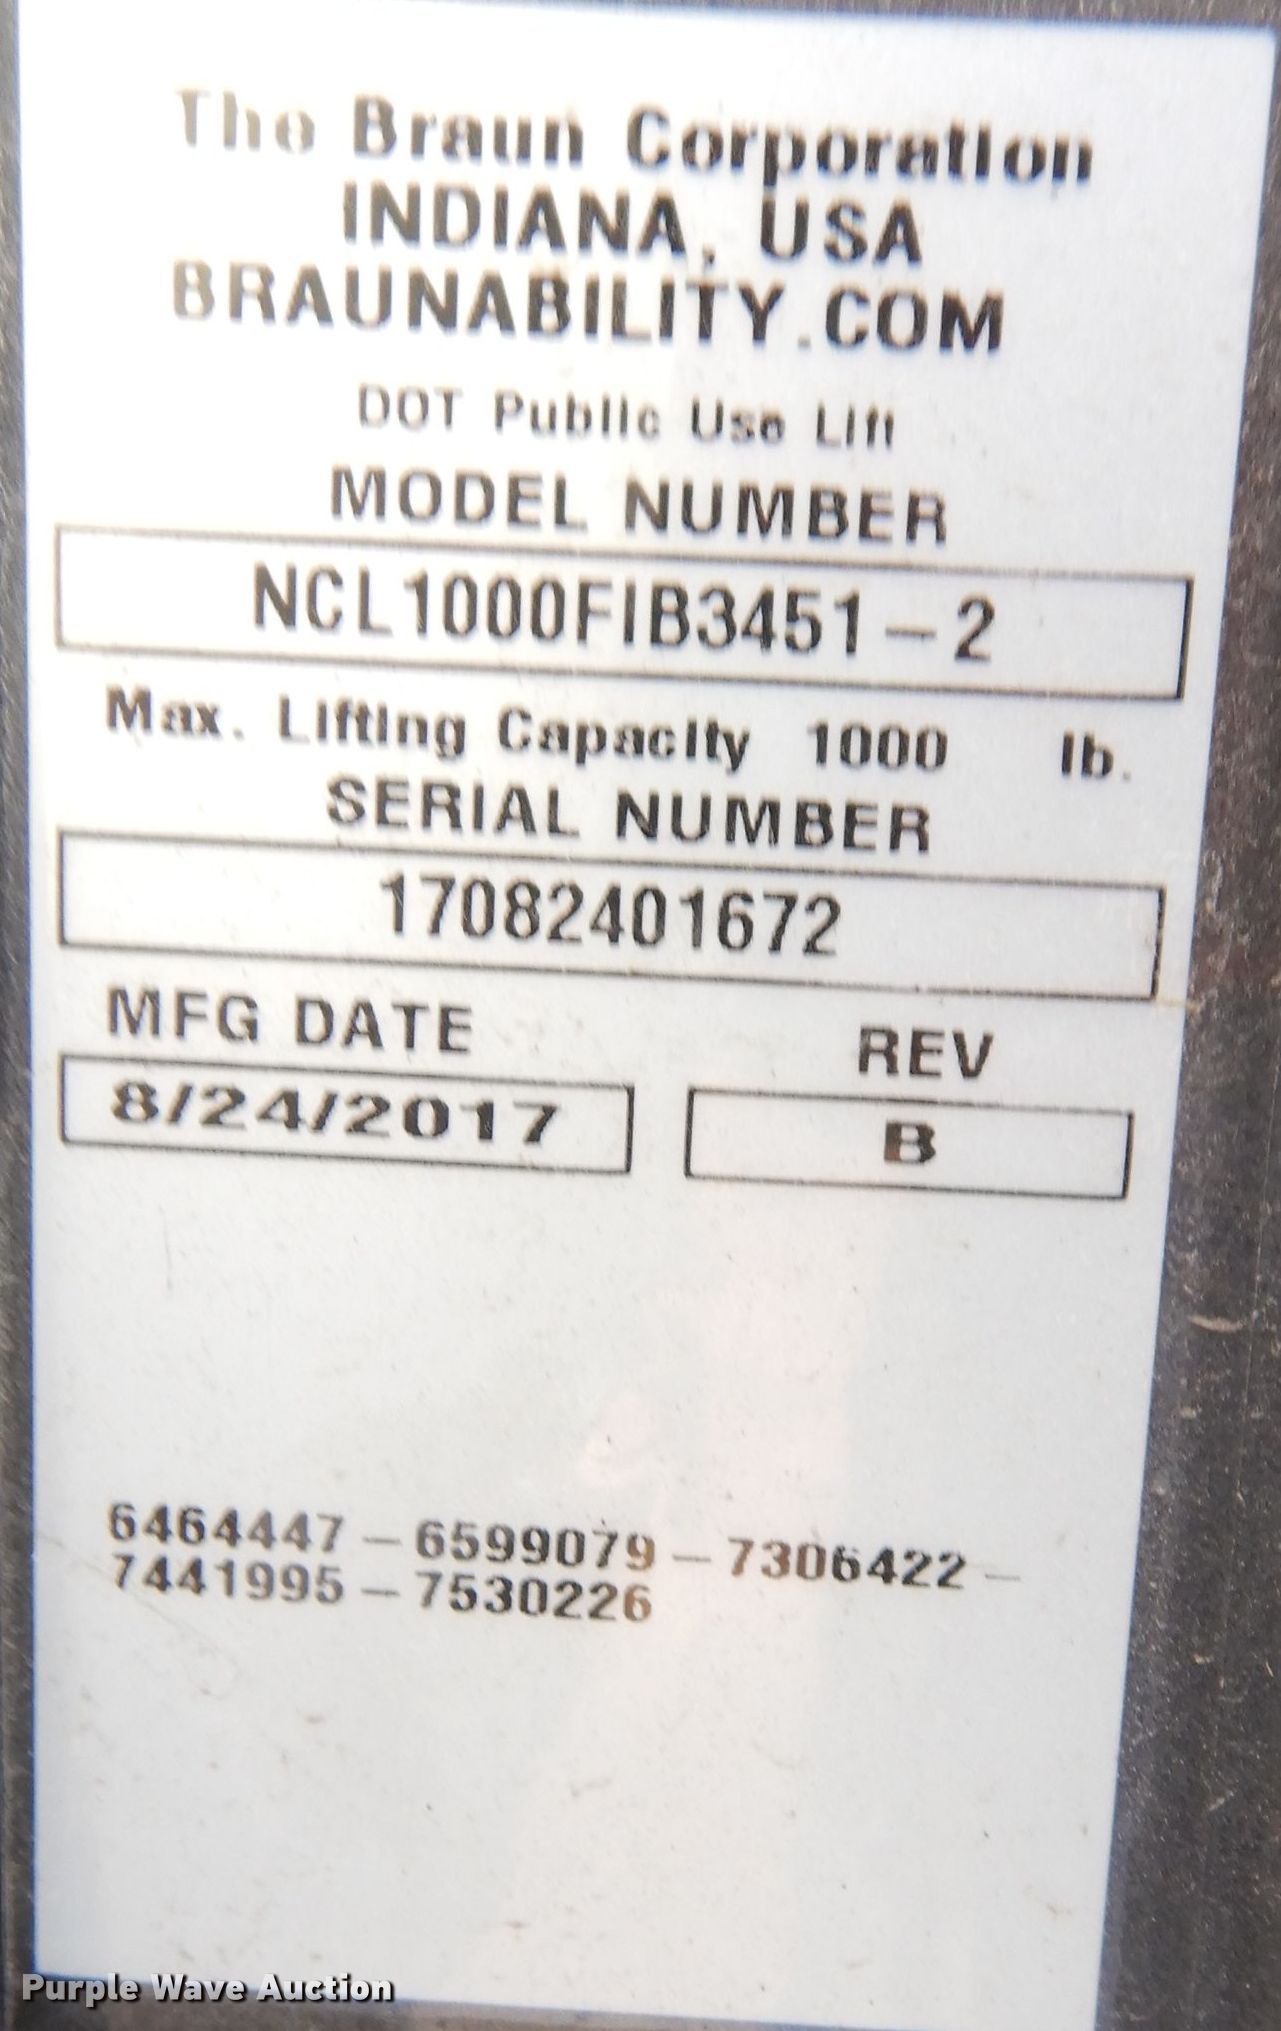 The Braun Corporation
INDIANA, USA
BRAUNABILITY.COM
DOT Public Use Lift
MODEL NUMBER
NCL1000FIB3451-2
Max. Lifting Capacity 1000 lb.
SERIAL NUMBER
17082401672
MFG DATE REV
8/24/2017 B
6464447-6599079-7306422-
7441995-7530226
Purple Wave Auction